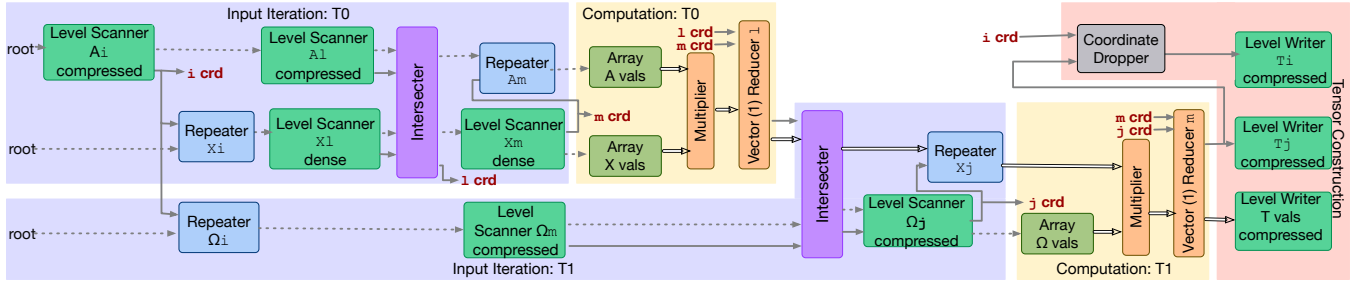 Input Iteration: T0
Computation: T0
root
Level Scanner
Ai
compressed
i crd
Level Scanner
Al
compressed
Intersecter
Repeater
Am
Array
A vals
l crd
m crd
Multiplier
Vector (1) Reducer l
i crd
Coordinate
Dropper
Level Writer
Ti
compressed
root
Repeater
Xi
Level Scanner
Xl
dense
Level Scanner
Xm
dense
m crd
l crd
Array
X vals
Intersecter
Repeater
Xj
m crd
j crd
Multiplier
Vector (1) Reducer m
Level Writer
Tj
compressed
Tensor Construction
root
Repeater
Ωi
Level
Scanner Ωm
compressed
Level Scanner
Ωj
compressed
j crd
Array
Ω vals
Level Writer
T vals
compressed
Input Iteration: T1
Computation: T1